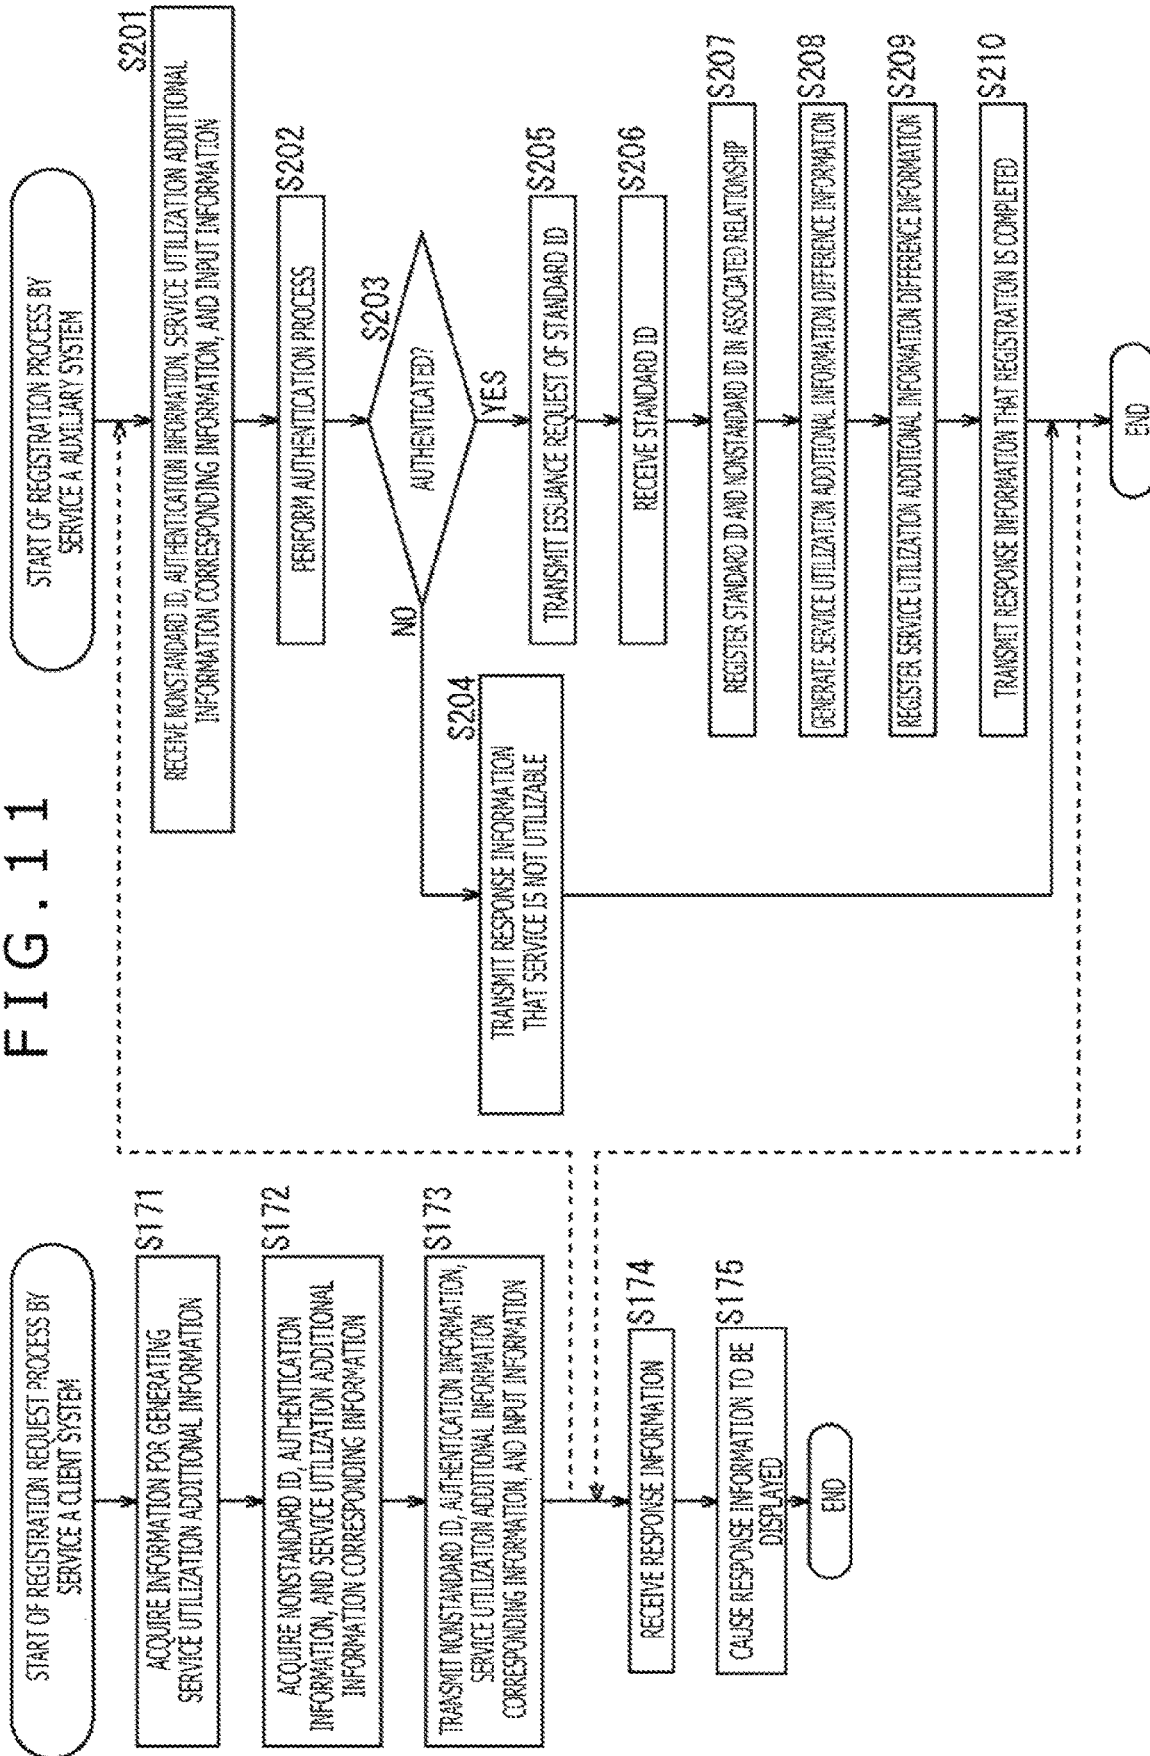 FIG. 11
START OF REGISTRATION REQUEST PROCESS BY
SERVICE A CLIENT SYSTEM
S171
ACQUIRE INFORMATION FOR GENERATING
SERVICE UTILIZATION ADDITIONAL INFORMATION
S172
ACQUIRE NONSTANDARD ID, AUTHENTICATION
INFORMATION, AND SERVICE UTILIZATION ADDITIONAL
INFORMATION CORRESPONDING INFORMATION
S173
TRANSMIT NONSTANDARD ID, AUTHENTICATION INFORMATION,
SERVICE UTILIZATION ADDITIONAL INFORMATION
CORRESPONDING INFORMATION, AND INPUT INFORMATION
S174
RECEIVE RESPONSE INFORMATION
S175
CAUSE RESPONSE INFORMATION TO BE
DISPLAYED
END
START OF REGISTRATION PROCESS BY
SERVICE A AUXILIARY SYSTEM
S201
RECEIVE NONSTANDARD ID, AUTHENTICATION INFORMATION, SERVICE UTILIZATION ADDITIONAL
INFORMATION CORRESPONDING INFORMATION, AND INPUT INFORMATION
S202
PERFORM AUTHENTICATION PROCESS
S203
AUTHENTICATED?
NO
YES
S204
TRANSMIT RESPONSE INFORMATION
THAT SERVICE IS NOT UTILIZABLE
S205
TRANSMIT ISSUANCE REQUEST OF STANDARD ID
S206
RECEIVE STANDARD ID
S207
REGISTER STANDARD ID AND NONSTANDARD ID IN ASSOCIATED RELATIONSHIP
S208
GENERATE SERVICE UTILIZATION ADDITIONAL INFORMATION DIFFERENCE INFORMATION
S209
REGISTER SERVICE UTILIZATION ADDITIONAL INFORMATION DIFFERENCE INFORMATION
S210
TRANSMIT RESPONSE INFORMATION THAT REGISTRATION IS COMPLETED
END